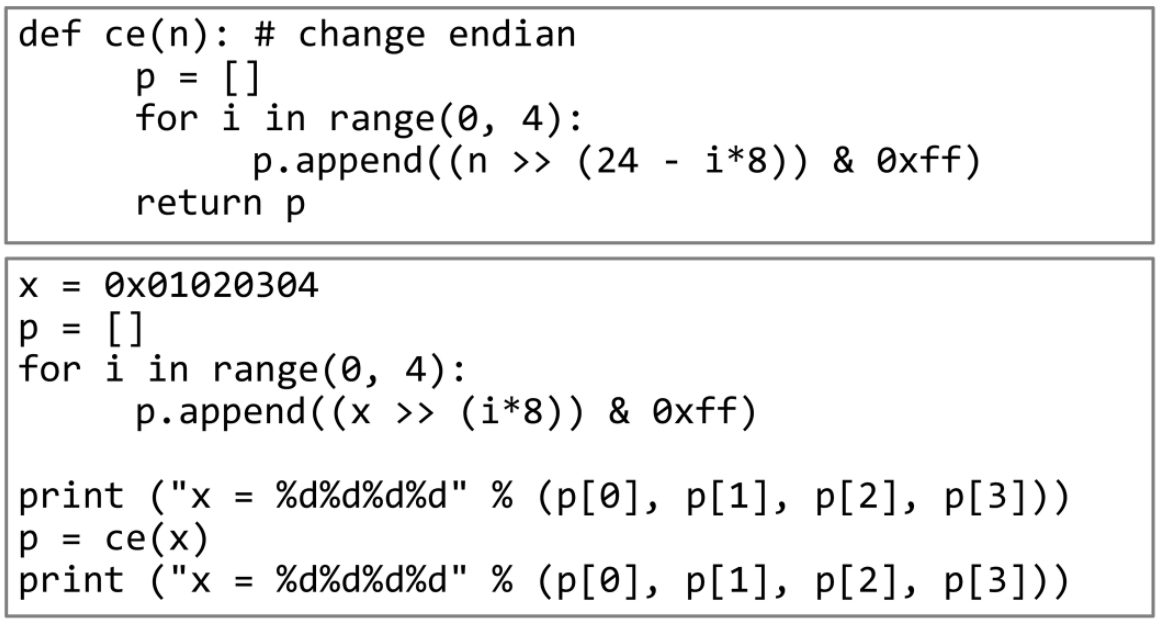 def ce(n): # change endian
p = []
for i in range(0, 4):
p.append((n >> (24 - i*8)) & 0xff)
return p
x = 0x01020304
p = []
for i in range(0, 4):
p.append((x >> (i*8)) & 0xff)
print ("x = %d%d%d%d" % (p[0], p[1], p[2], p[3]))
p = ce(x)
print ("x = %d%d%d%d" % (p[0], p[1], p[2], p[3]))